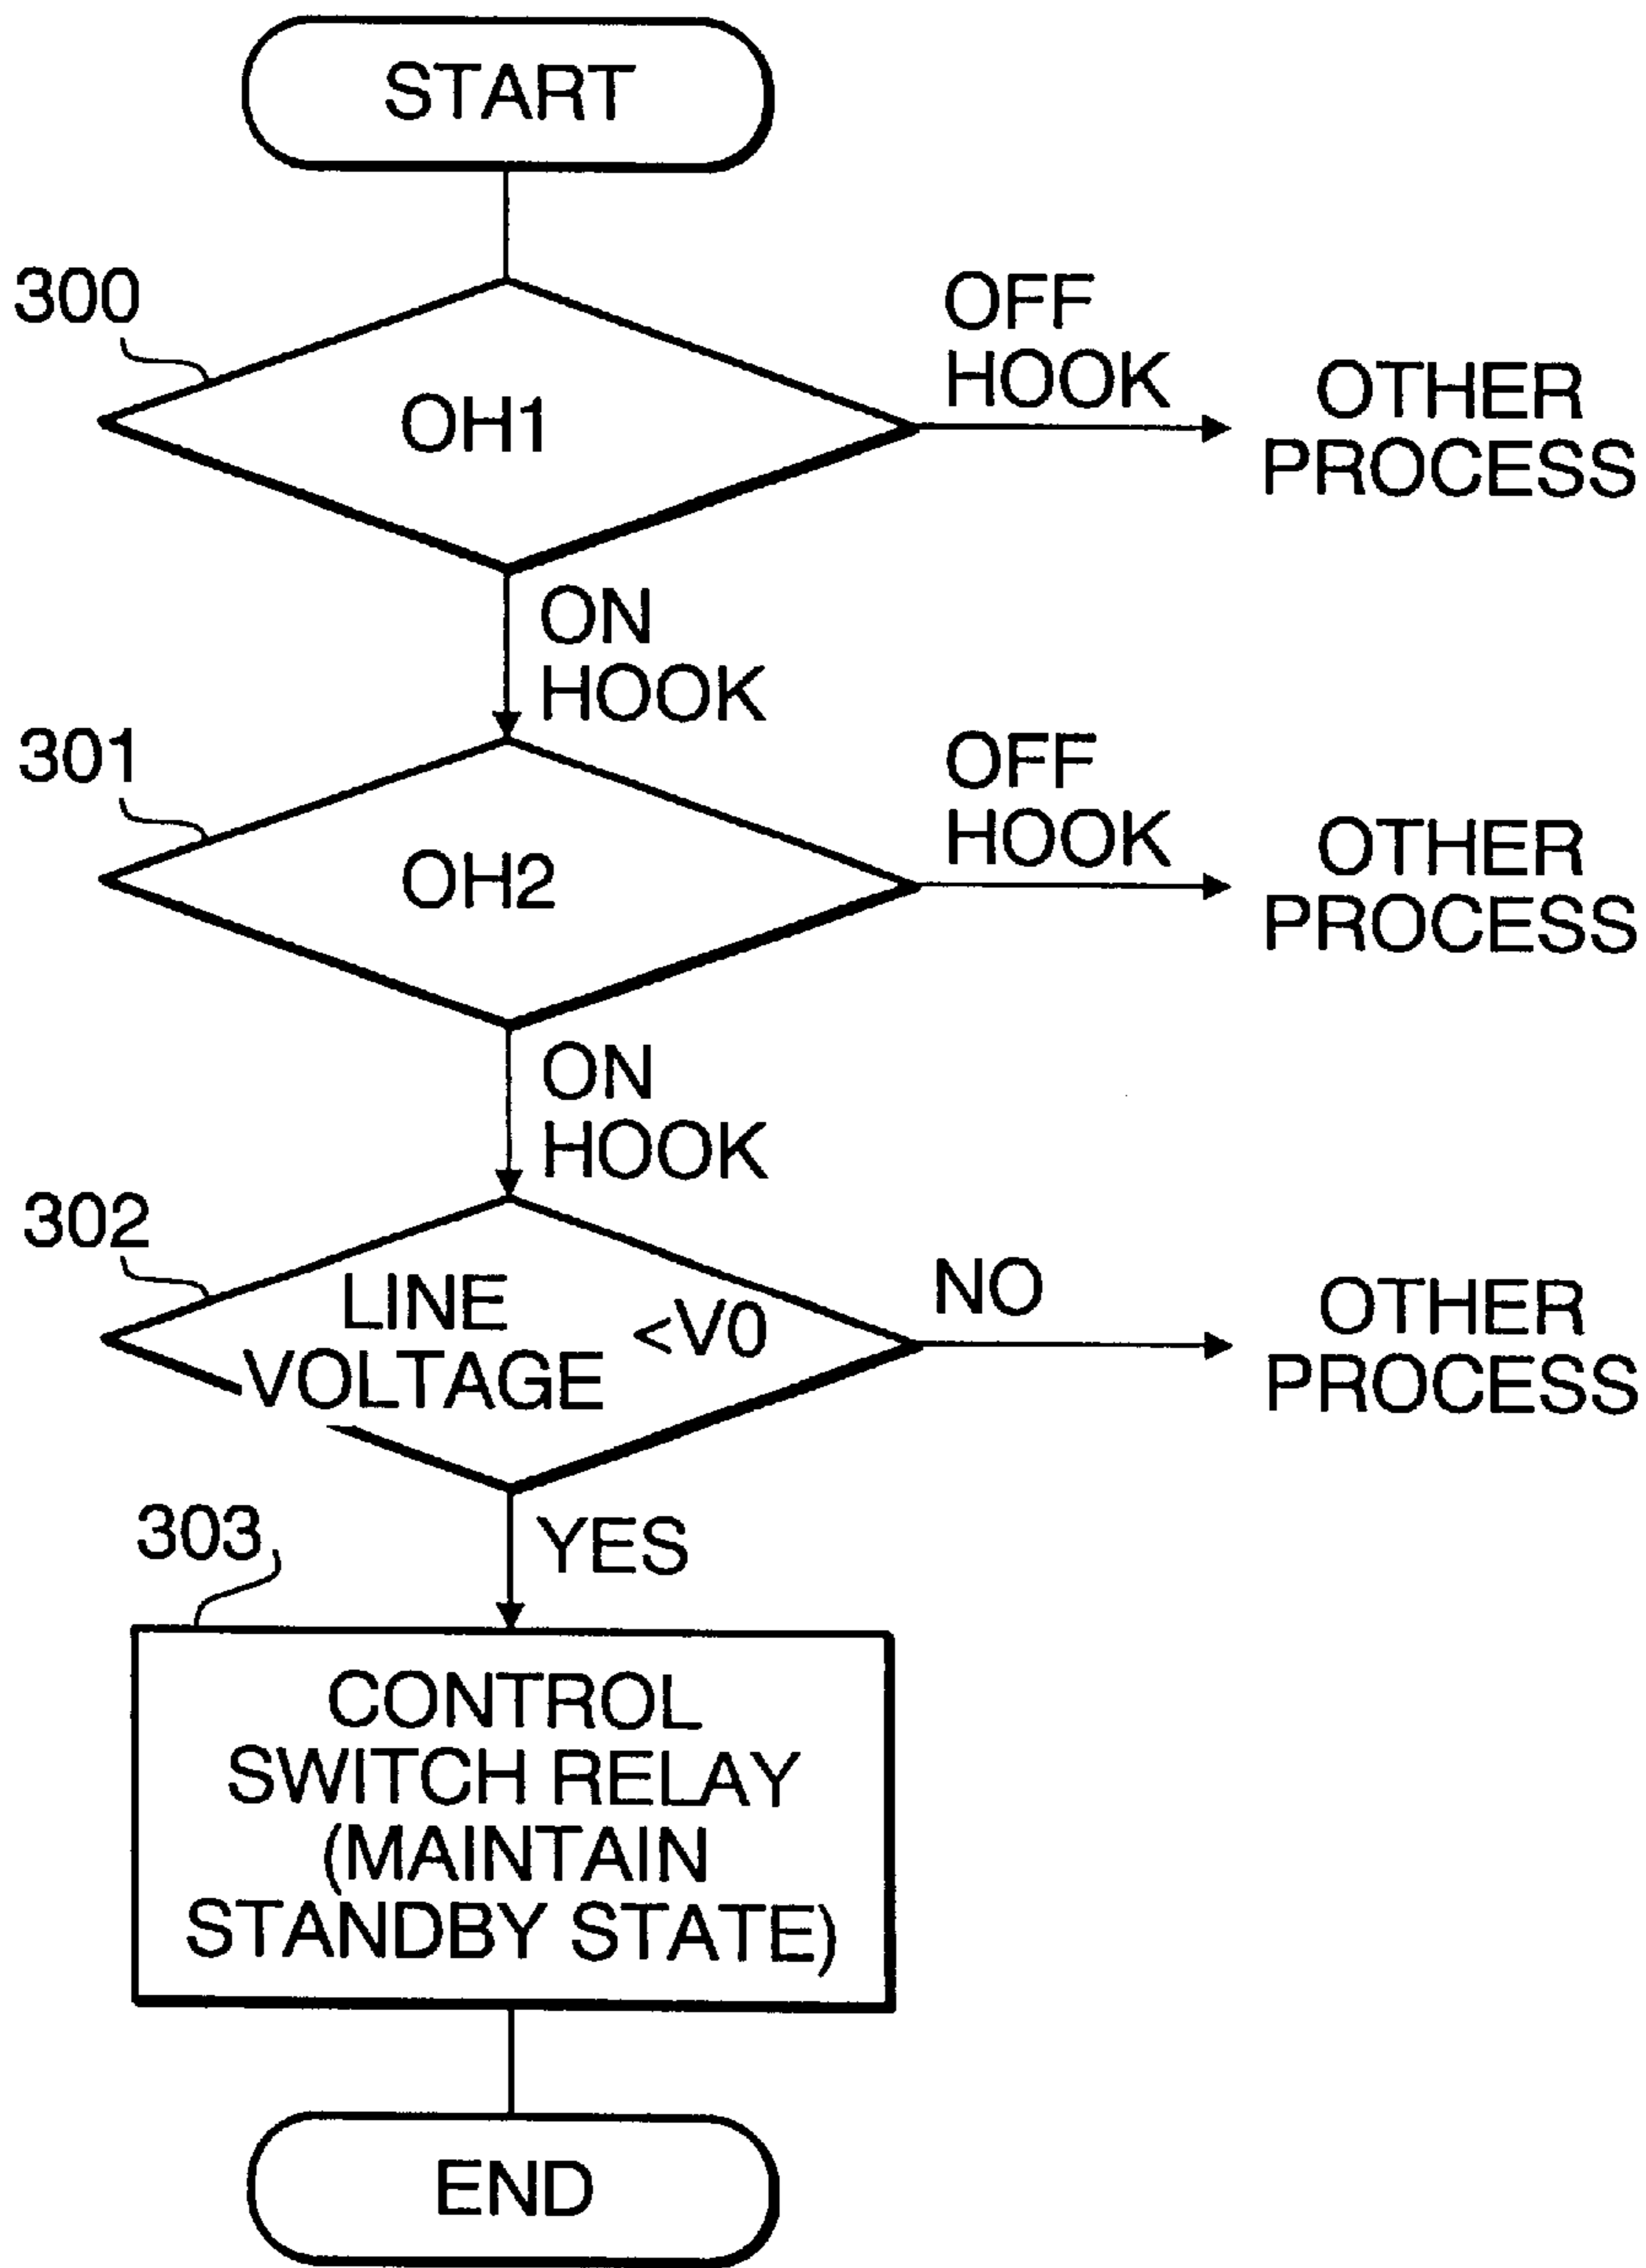 START
300
OH1
OFF
HOOK
OTHER
PROCESS
ON
HOOK
301
OH2
OFF
HOOK
OTHER
PROCESS
ON
HOOK
302
LINE
VOLTAGE
<V0
NO
OTHER
PROCESS
YES
303
CONTROL
SWITCH RELAY
(MAINTAIN
STANDBY STATE)
END